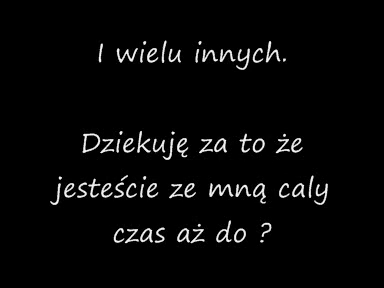 I wielu innych.
Dziekuję za to że
jesteście ze mną caly
czas aż do ?